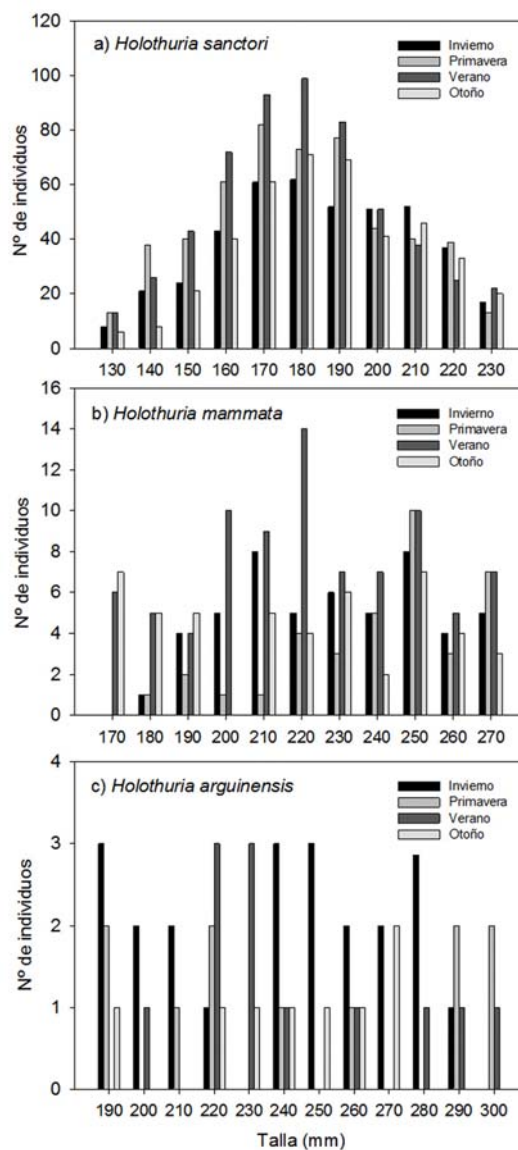 a) Holothuria sanctori
Invierno
Primavera
Verano
Otoño
Nº de individuos
120
100
80
60
40
20
0
130 140 150 160 170 180 190 200 210 220 230
b) Holothuria mammata
Invierno
Primavera
Verano
Otoño
Nº de individuos
16
14
12
10
8
6
4
2
0
170 180 190 200 210 220 230 240 250 260 270
c) Holothuria arguinensis
Invierno
Primavera
Verano
Otoño
Nº de individuos
4
3
2
1
0
190 200 210 220 230 240 250 260 270 280 290 300
Talla (mm)